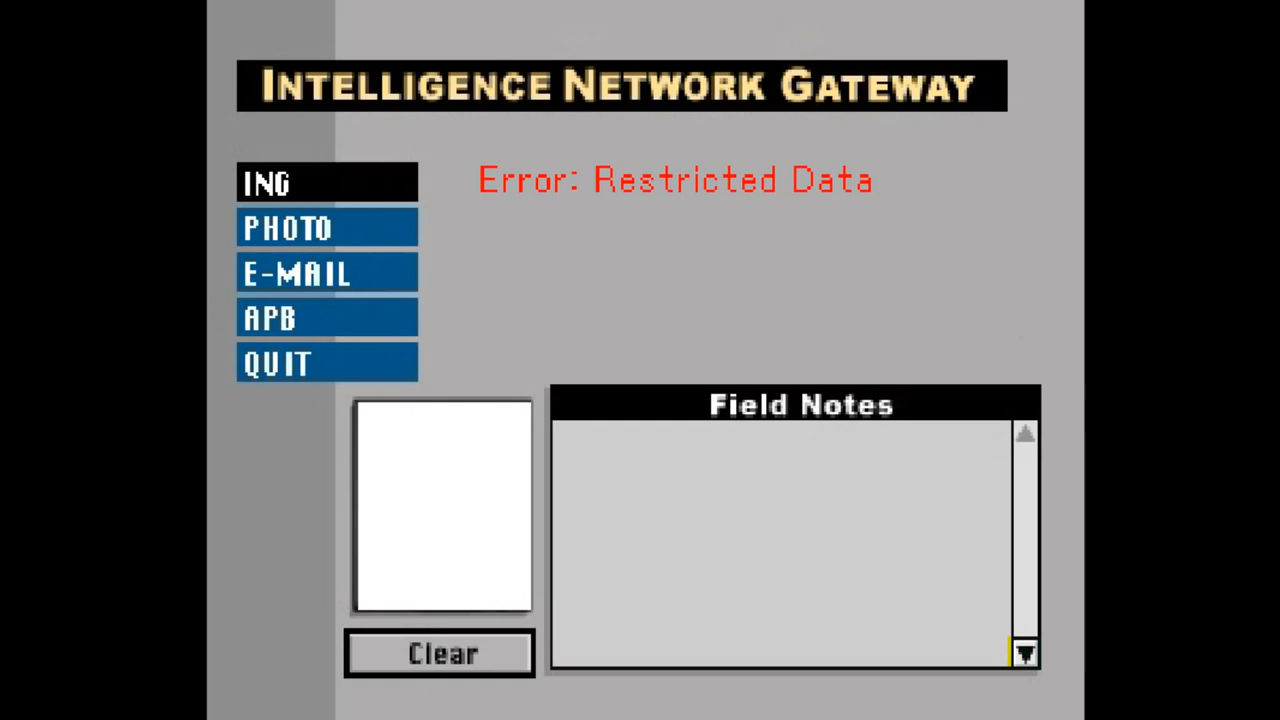 INTELLIGENCE NETWORK GATEWAY
ING
Error: Restricted Data
PHOTO
E-MAIL
APB
QUIT
Field Notes
Clear